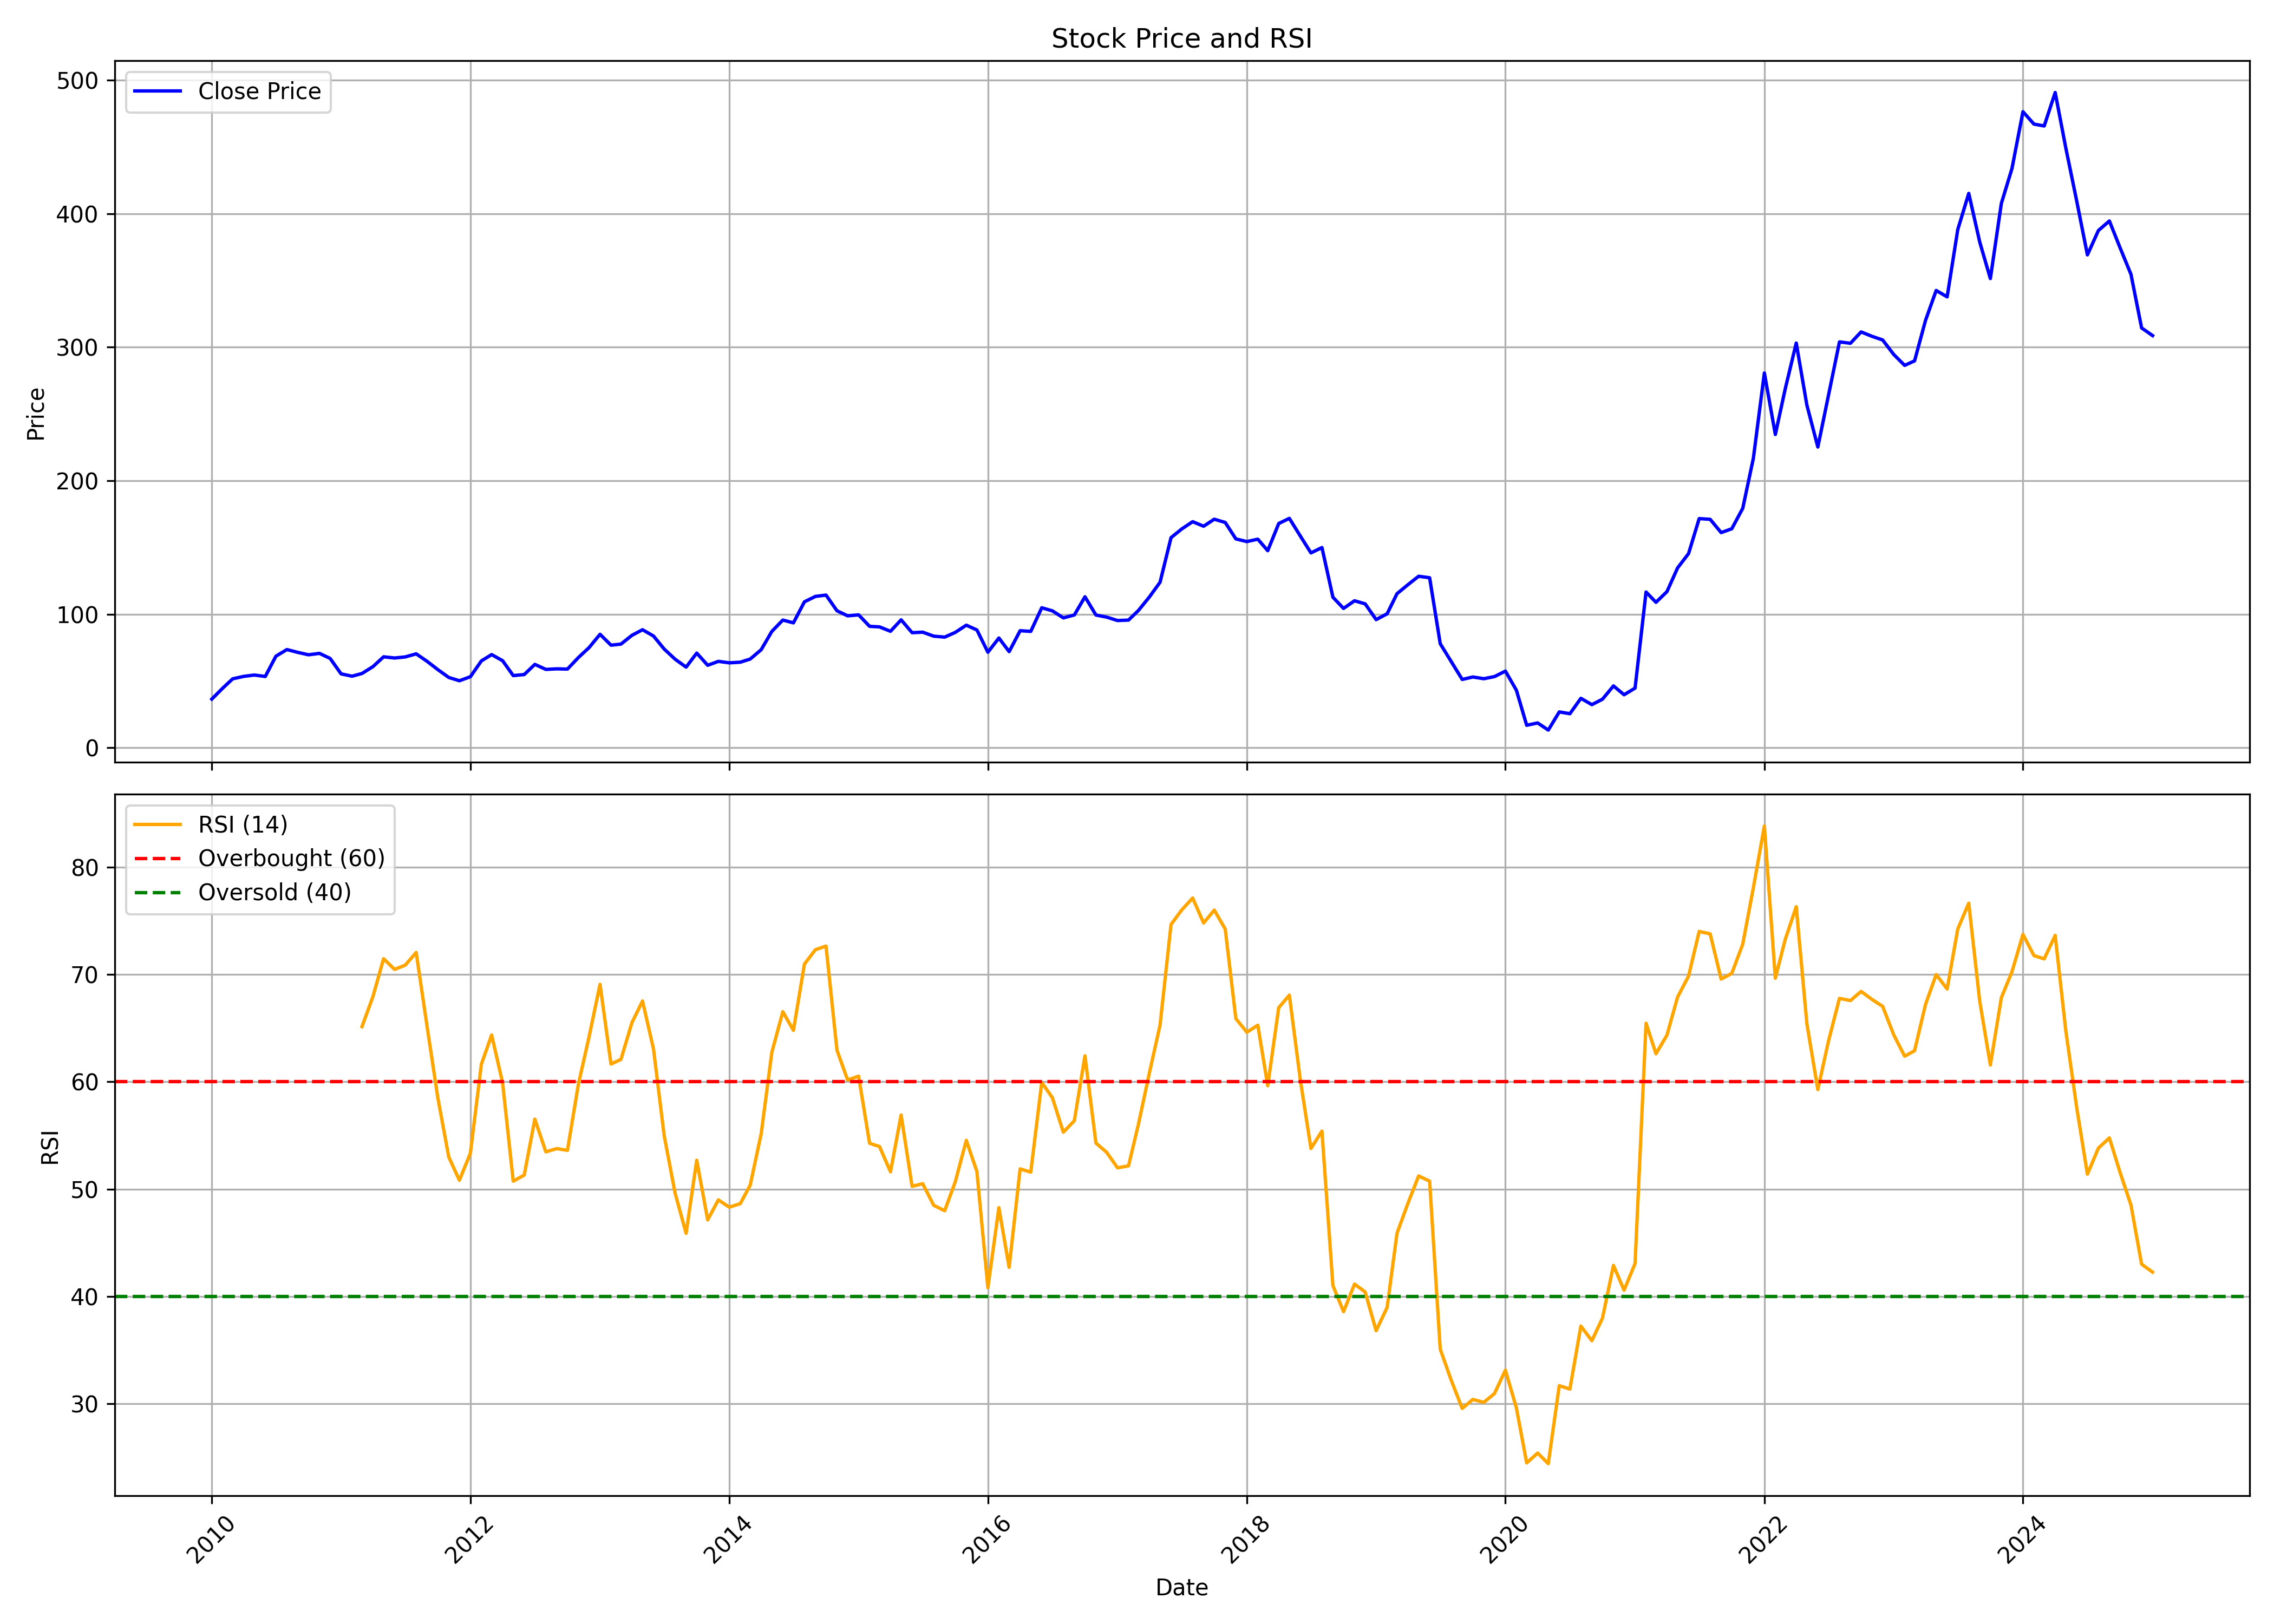 Stock Price and RSI
Close Price
500
400
300
200
100
0
Price
RSI (14)
Overbought (60)
Oversold (40)
80
70
60
50
40
30
RSI
2010
2012
2014
2016
2018
2020
2022
2024
Date